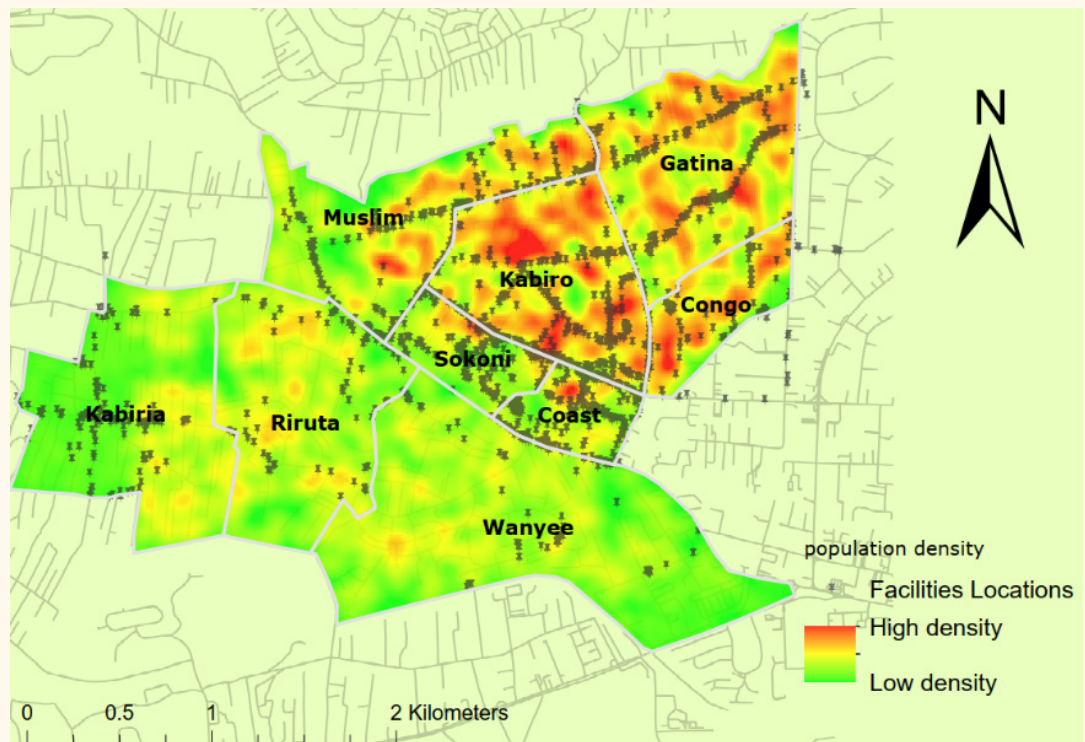 N
Gatina
Muslim
Kabiro
Congo
Sokoni
Kabiria
Riruta
Coast
Wanyee
population density
Facilities Locations
High density
Low density
0 0.5 1 2 Kilometers